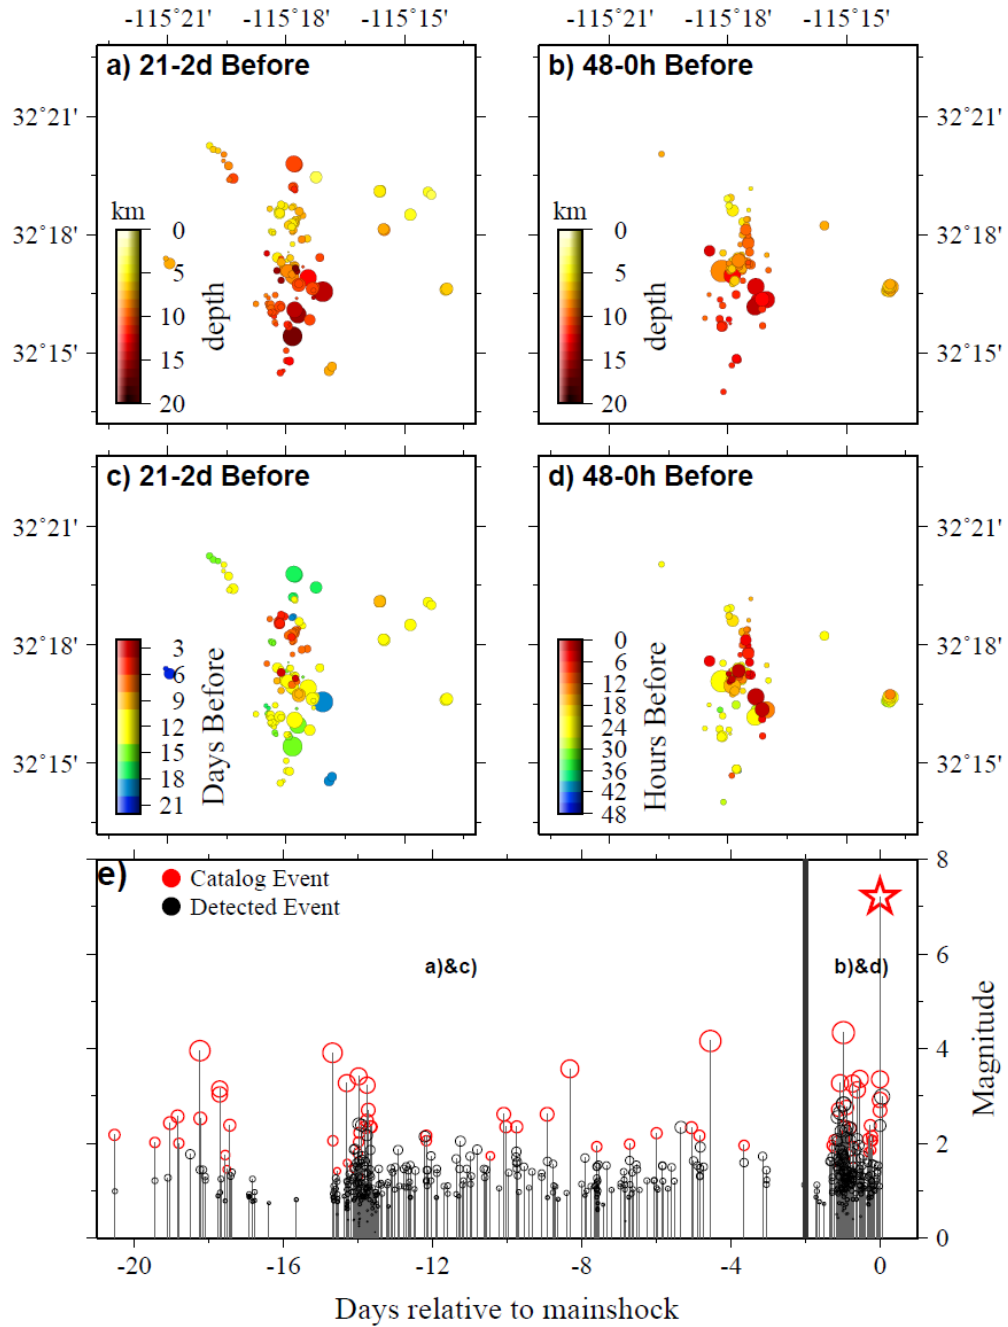 -115°21' -115°18' -115°15' -115°21' -115°18' -115°15'
a) 21-2d Before b) 48-0h Before
32°21' 32°21'
32°18' 32°18'
32°15' 32°15'
km km
0 0
5 5
10 10
15 15
20 20
depth depth
c) 21-2d Before d) 48-0h Before
32°21' 32°21'
32°18' 32°18'
32°15' 32°15'
3 0
6 6
9 12
12 18
15 24
18 30
21 36
42
48
Days Before Hours Before
e)
Catalog Event
Detected Event
a)&c) b)&d)
8
6
4
2
0
Magnitude
-20 -16 -12 -8 -4 0
Days relative to mainshock